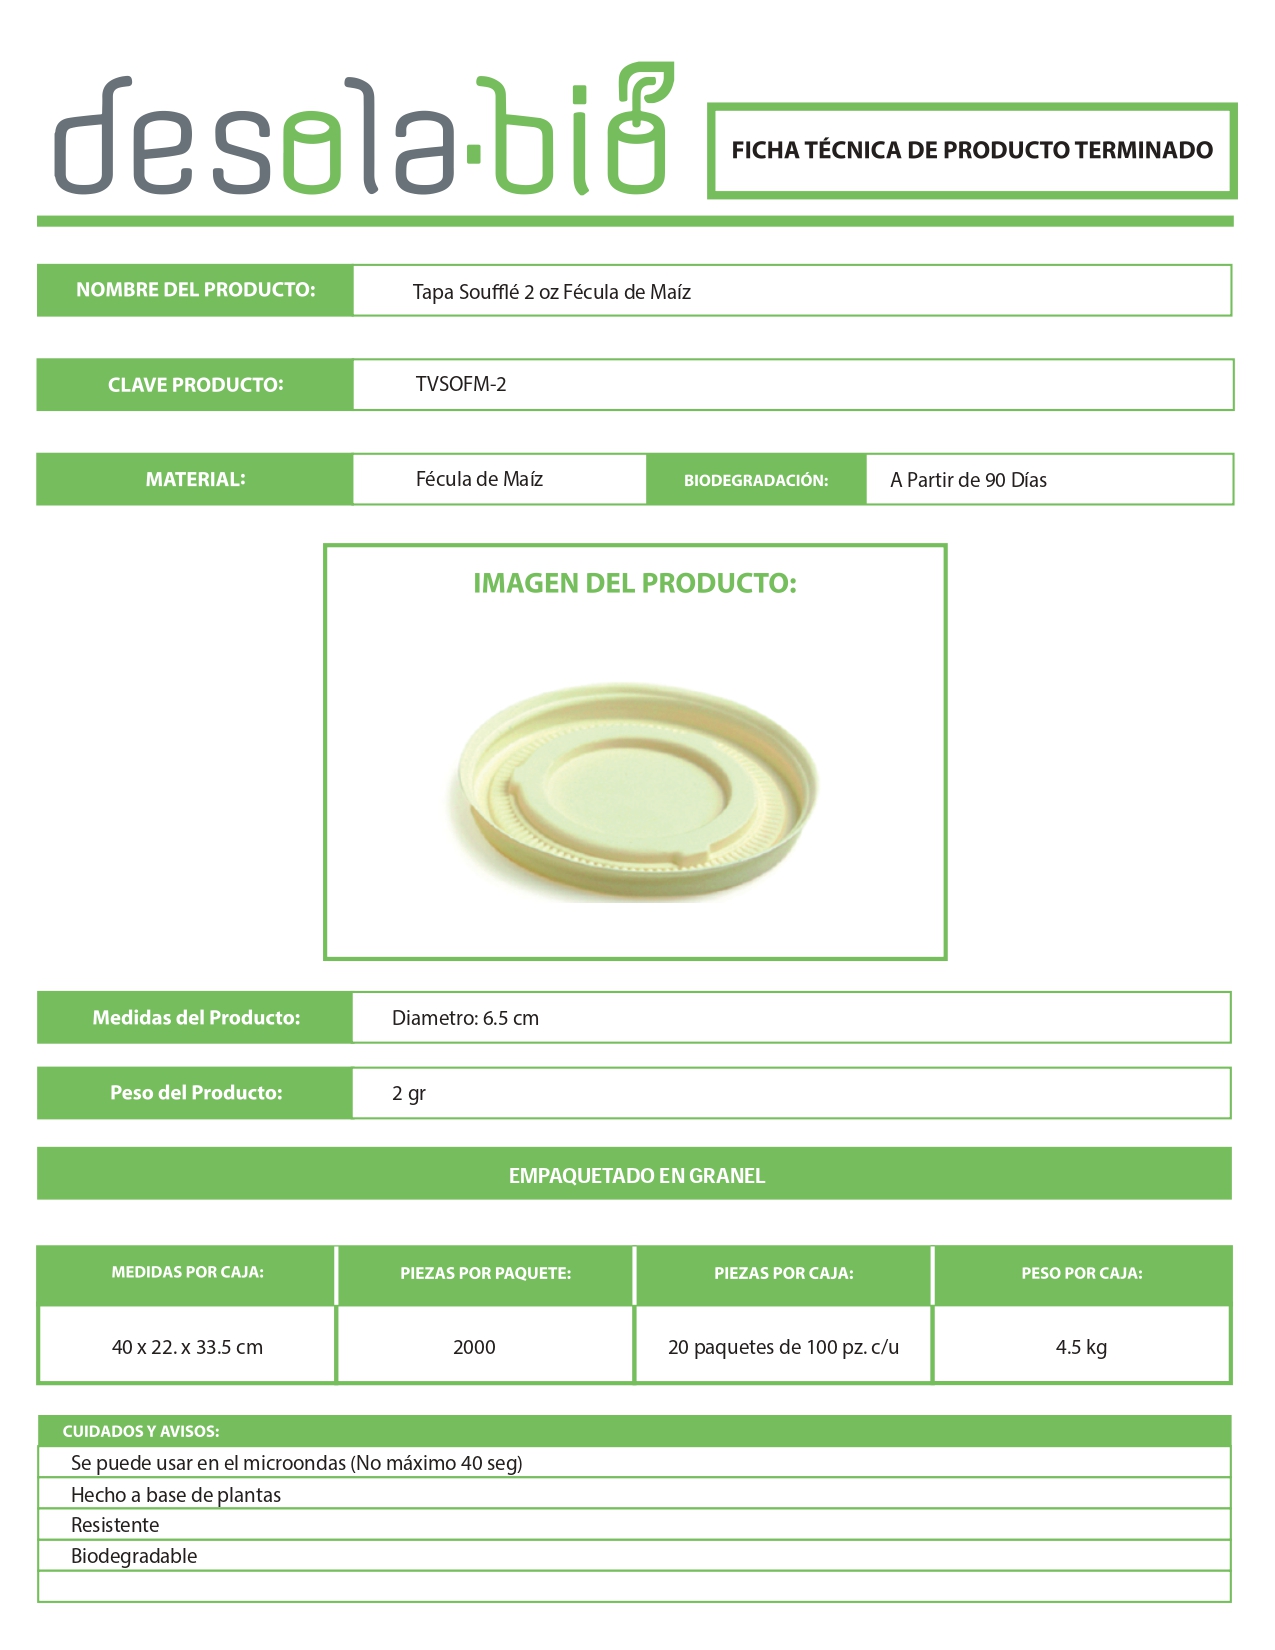 desola.bio
FICHA TÉCNICA DE PRODUCTO TERMINADO
NOMBRE DEL PRODUCTO: Tapa Soufflé 2 oz Fécula de Maíz
CLAVE PRODUCTO: TVSOFM-2
MATERIAL: Fécula de Maíz BIODEGRADACIÓN: A Partir de 90 Días
IMAGEN DEL PRODUCTO:
Medidas del Producto: Diametro: 6.5 cm
Peso del Producto: 2 gr
EMPAQUETADO EN GRANEL
MEDIDAS POR CAJA: PIEZAS POR PAQUETE: PIEZAS POR CAJA: PESO POR CAJA:
40 x 22. x 33.5 cm 2000 20 paquetes de 100 pz. c/u 4.5 kg
CUIDADOS Y AVISOS:
Se puede usar en el microondas (No máximo 40 seg)
Hecho a base de plantas
Resistente
Biodegradable